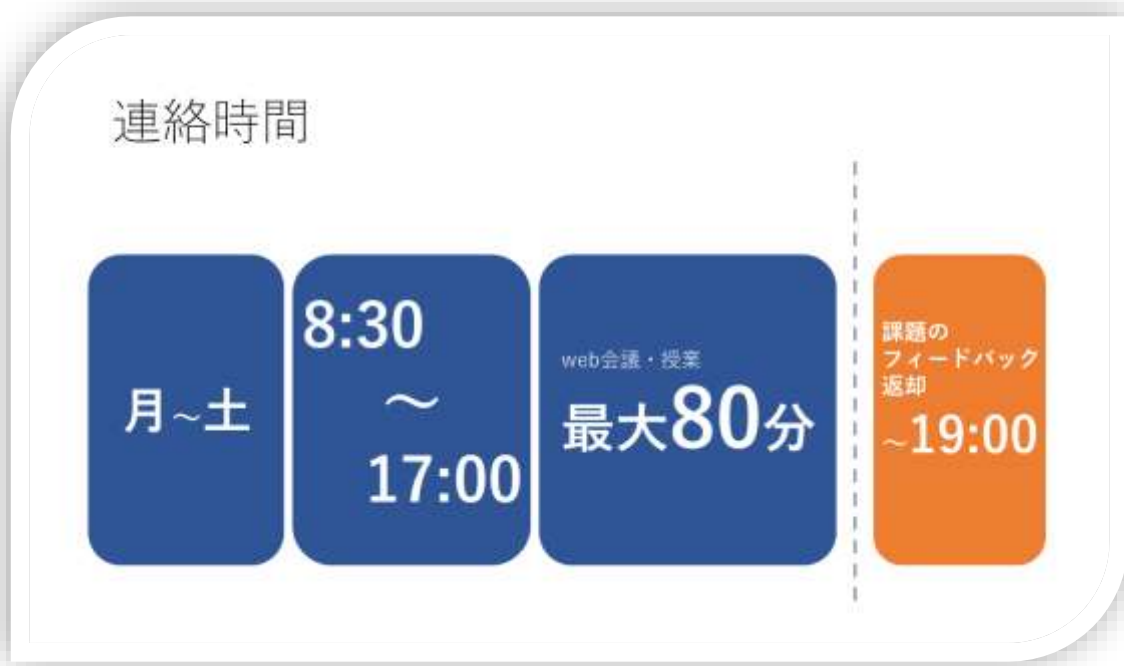 連絡時間
月~土
8:30
~
17:00
web会議・授業
最大80分
課題の
フィードバック
返却
~19:00